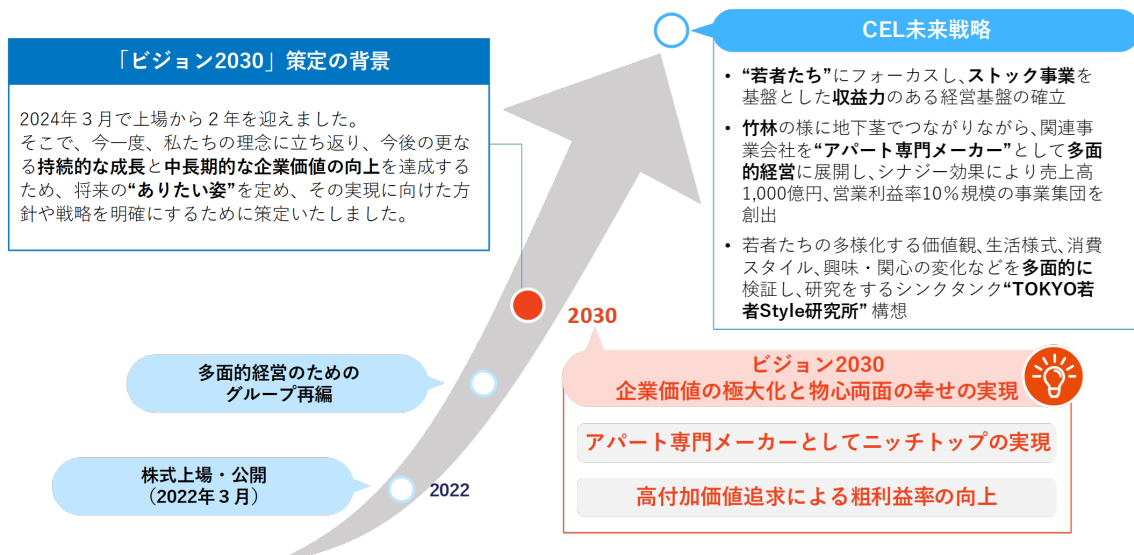 「ビジョン2030」策定の背景
2024年3月で上場から2年を迎えました。
そこで、今一度、私たちの理念に立ち返り、今後の更な
る持続的な成長と中長期的な企業価値の向上を達成する
ため、将来の“ありたい姿”を定め、その実現に向けた方
針や戦略を明確にするために策定いたしました。
CEL未来戦略
• “若者たち”にフォーカスし、ストック事業を
基盤とした収益力のある経営基盤の確立
• 竹林の様に地下茎でつながりながら、関連事
業会社を“アパート専門メーカー”として多面
的経営に展開し、シナジー効果により売上高
1,000億円、営業利益率10%規模の事業集団を
創出
• 若者たちの多様化する価値観、生活様式、消費
スタイル、興味・関心の変化などを多面的に
検証し、研究をするシンクタンク“TOKYO若
者Style研究所” 構想
2030
ビジョン2030
企業価値の極大化と物心両面の幸せの実現
アパート専門メーカーとしてニッチトップの実現
高付加価値追求による粗利益率の向上
多面的経営のための
グループ再編
株式上場・公開
（2022年3月）
2022